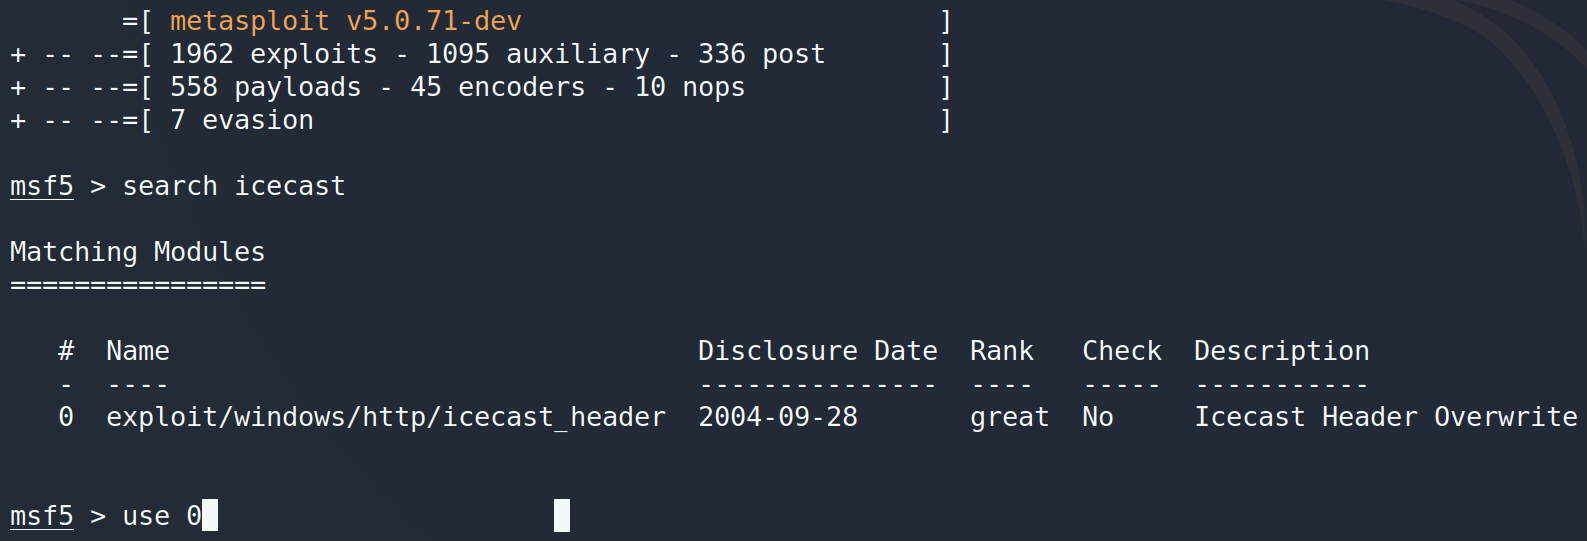 =[ metasploit v5.0.71-dev ]
+ -- --=[ 1962 exploits - 1095 auxiliary - 336 post ]
+ -- --=[ 558 payloads - 45 encoders - 10 nops ]
+ -- --=[ 7 evasion ]
msf5 > search icecast
Matching Modules
================
# Name Disclosure Date Rank Check Description
- ---- --------------- ---- ----- -----------
0 exploit/windows/http/icecast_header 2004-09-28 great No Icecast Header Overwrite
msf5 > use 0